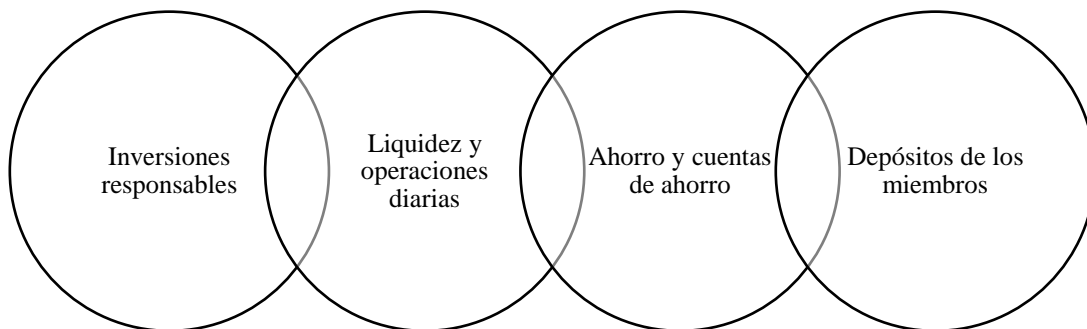 Inversiones
responsables
Liquidez y
operaciones
diarias
Ahorro y cuentas
de ahorro
Depósitos de los
miembros